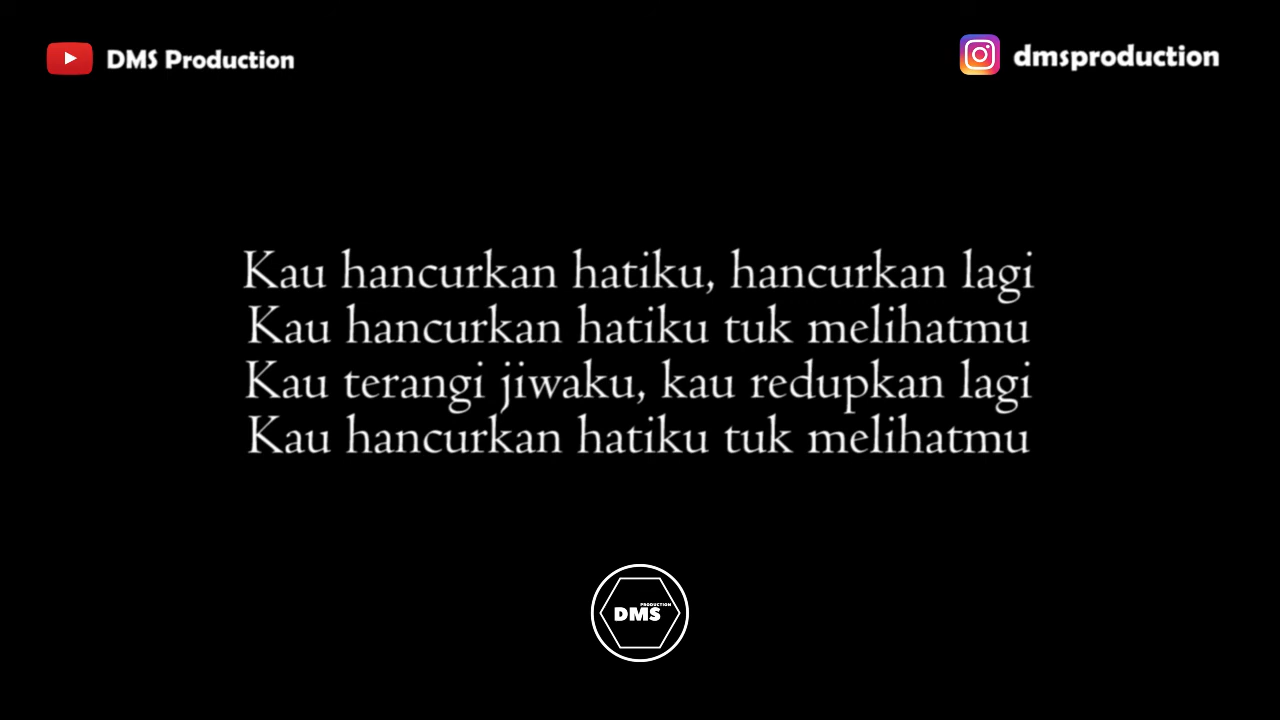 DMS Production
dmsproduction
Kau hancurkan hatiku, hancurkan lagi
Kau hancurkan hatiku tuk melihatmu
Kau terangi jiwaku, kau redupkan lagi
Kau hancurkan hatiku tuk melihatmu
PRODUCTION
DMS